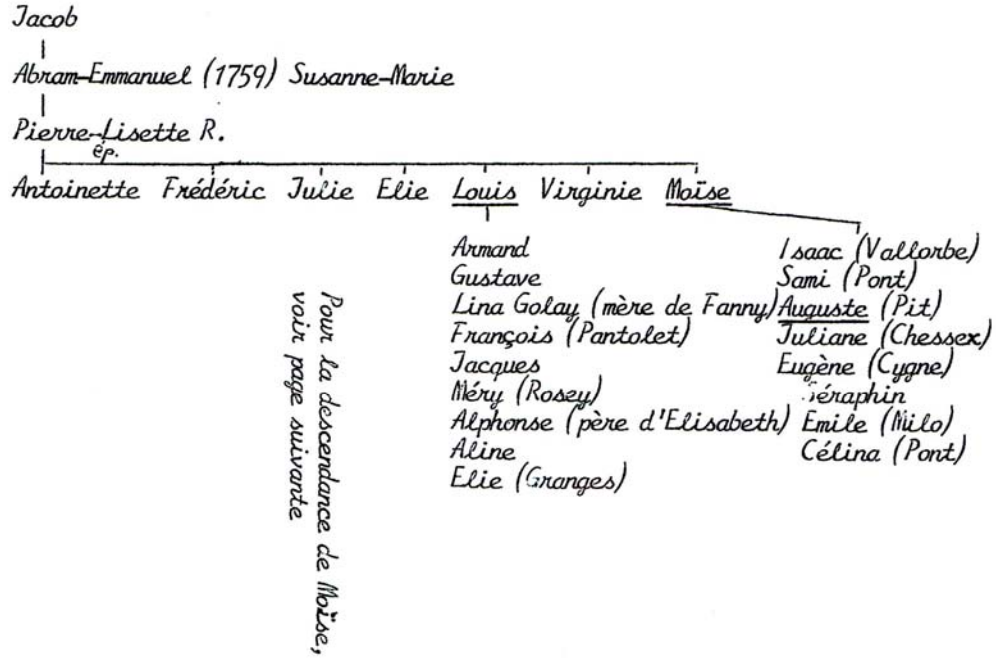 Jacob
Abram-Emmanuel (1759) Susanne-Marie
Pierre-Lisette R.
ép.
Antoinette Frédéric Julie Elie Louis Virginie Moïse
Armand
Gustave
Lina Golay (mère de Fanny)
François (Pantolet)
Jacques
Méry (Rosey)
Alphonse (père d'Elisabeth)
Aline
Elie (Granges)
Isaac (Vallorbe)
Sami (Pont)
Auguste (Pit)
Juliane (Chessex)
Eugène (Cygne)
Séraphin
Emile (Milo)
Célina (Pont)
Pour la descendance de Moïse,
voir page suivante